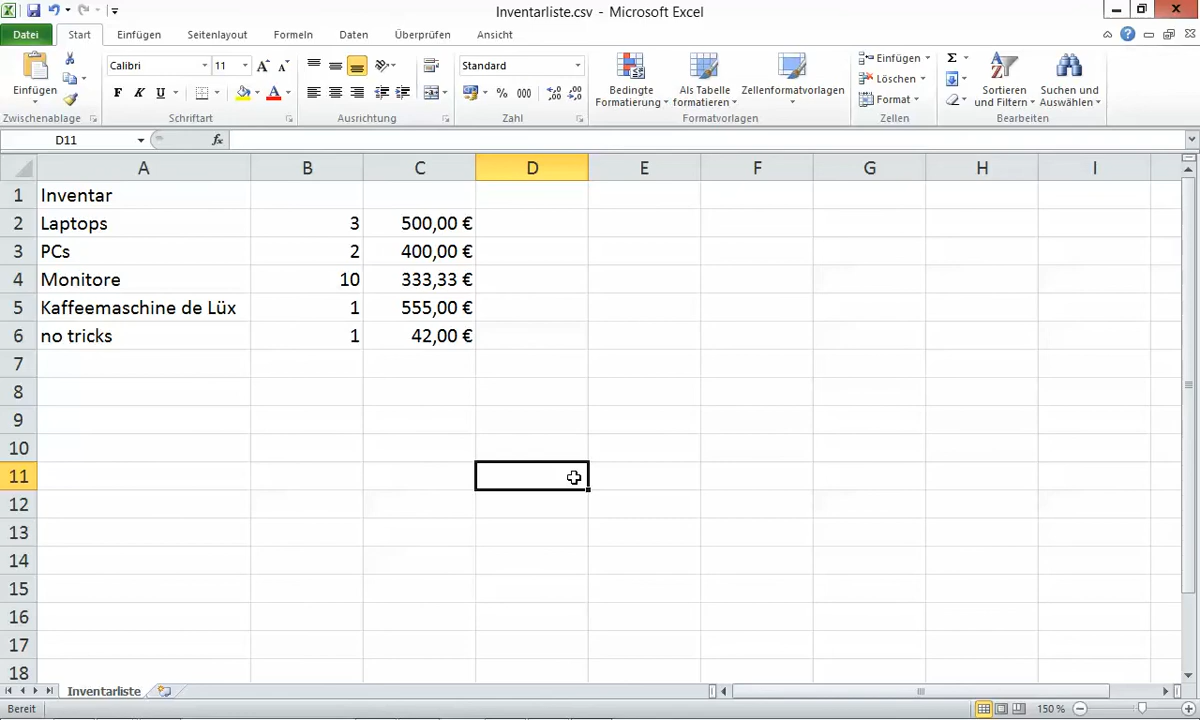 Inventarliste.csv - Microsoft Excel
Datei Start Einfügen Seitenlayout Formeln Daten Überprüfen Ansicht
Einfügen
Zwischenablage
Calibri 11
F K U
Schriftart
Ausrichtung
Standard
% 000
Zahl
Bedingte Formatierung
Als Tabelle formatieren
Zellenformatvorlagen
Formatvorlagen
Einfügen
Löschen
Format
Zellen
Sortieren und Filtern
Suchen und Auswählen
Bearbeiten
D11 fx
A B C D E F G H I
1 Inventar
2 Laptops 3 500,00 €
3 PCs 2 400,00 €
4 Monitore 10 333,33 €
5 Kaffeemaschine de Lüx 1 555,00 €
6 no tricks 1 42,00 €
7
8
9
10
11
12
13
14
15
16
17
18
Inventarliste
Bereit 150 %